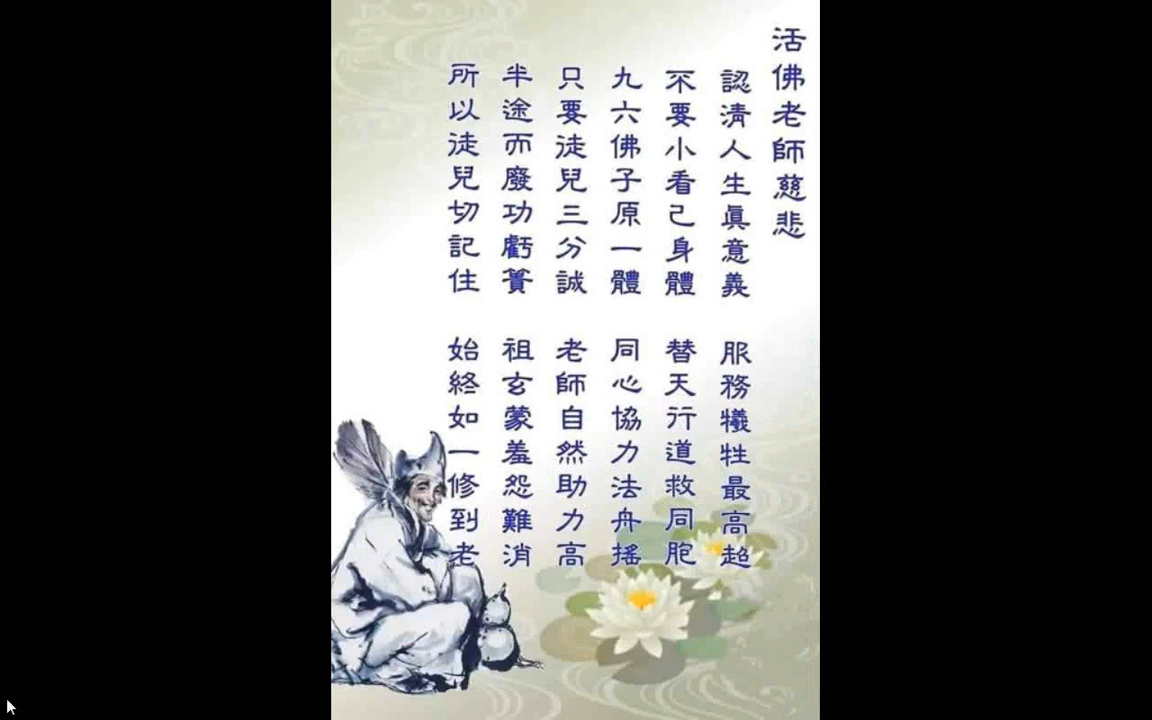 活佛老師慈悲
認清人生眞意義 服務犧牲最高超
不要小看己身體 替天行道救同胞
九六佛子原一體 同心協力法舟搖
只要徒兒三分誠 老師自然助力高
半途而廢功虧簣 祖玄蒙羞怨難消
所以徒兒切記住 始終如一修到老